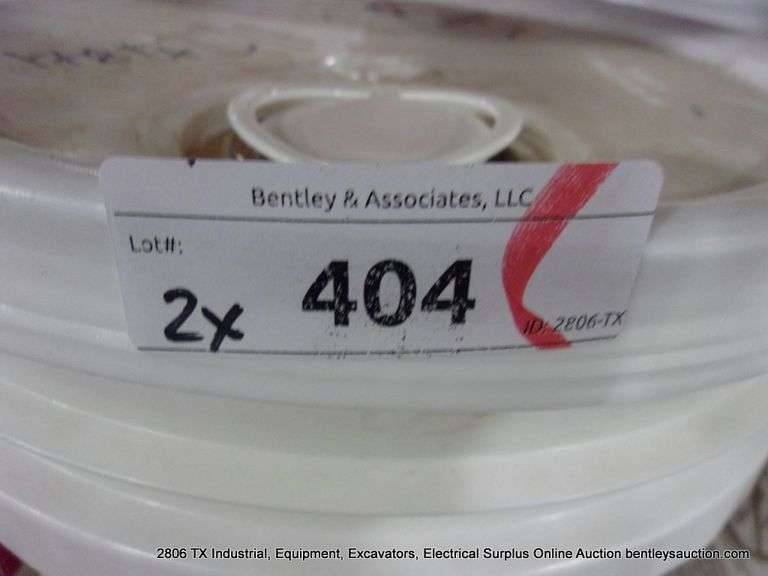 Bentley & Associates, LLC
Lot#:
404
2x
ID: 2806-TX
2806 TX Industrial, Equipment, Excavators, Electrical Surplus Online Auction bentleysauction.com